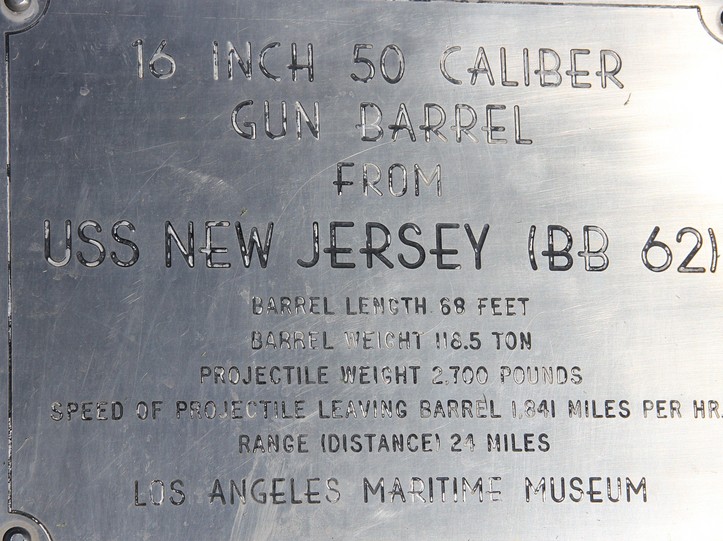 16 INCH 50 CALIBER
GUN BARREL
FROM
USS NEW JERSEY (BB 62)
BARREL LENGTH 68 FEET
BARREL WEIGHT 118.5 TON
PROJECTILE WEIGHT 2,700 POUNDS
SPEED OF PROJECTILE LEAVING BARREL 1,841 MILES PER HR.
RANGE (DISTANCE) 24 MILES
LOS ANGELES MARITIME MUSEUM